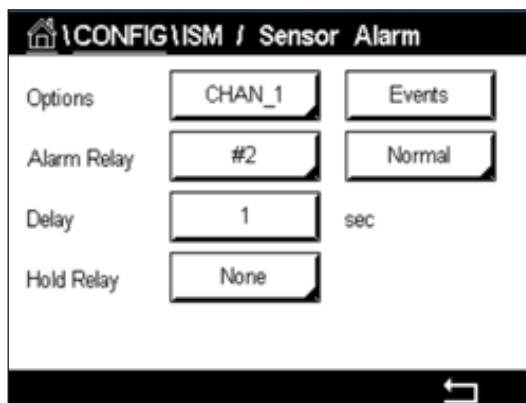 \CONFIG\ISM / Sensor Alarm
Options CHAN_1 Events
Alarm Relay #2 Normal
Delay 1 sec
Hold Relay None